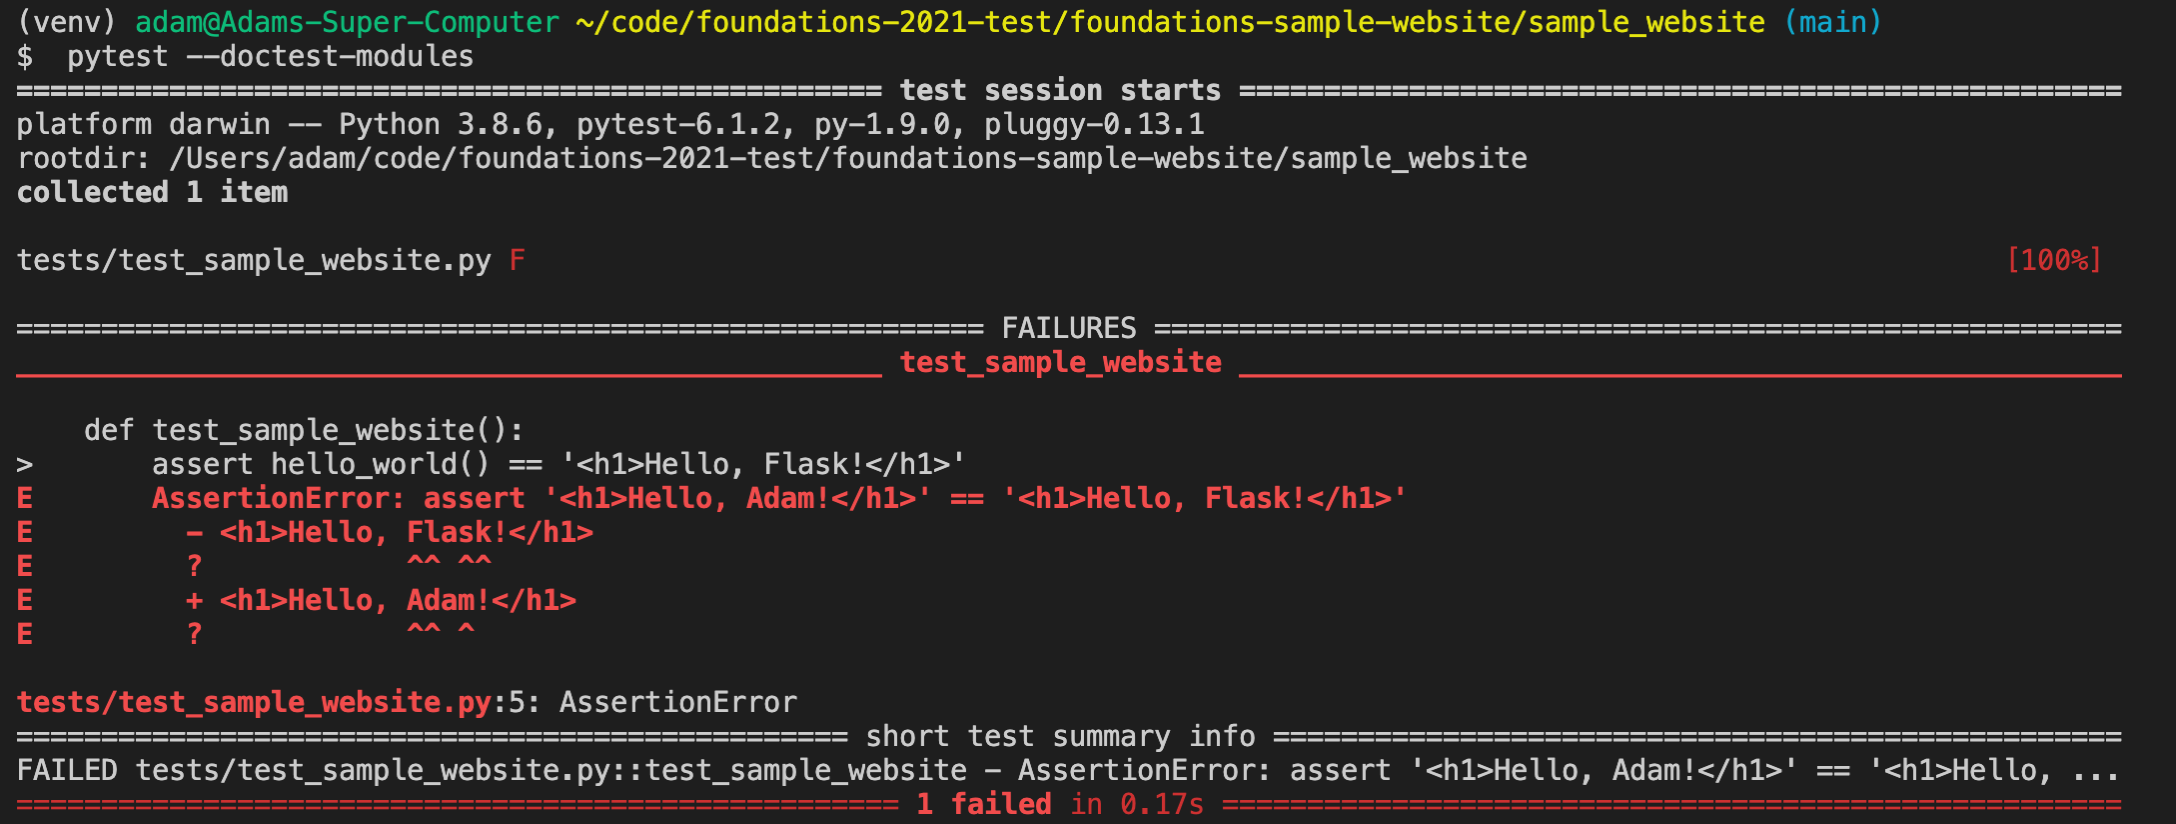 (venv) adam@Adams-Super-Computer ~/code/foundations-2021-test/foundations-sample-website/sample_website (main)
$  pytest --doctest-modules
=================================================== test session starts ====================================================
platform darwin -- Python 3.8.6, pytest-6.1.2, py-1.9.0, pluggy-0.13.1
rootdir: /Users/adam/code/foundations-2021-test/foundations-sample-website/sample_website
collected 1 item
tests/test_sample_website.py F                                                                                        [100%]
========================================================= FAILURES =========================================================
___________________________________________________ test_sample_website ____________________________________________________
    def test_sample_website():
>       assert hello_world() == '<h1>Hello, Flask!</h1>'
E       AssertionError: assert '<h1>Hello, Adam!</h1>' == '<h1>Hello, Flask!</h1>'
E         - <h1>Hello, Flask!</h1>
E         ?            ^^ ^^
E         + <h1>Hello, Adam!</h1>
E         ?            ^^ ^
tests/test_sample_website.py:5: AssertionError
================================================= short test summary info ==================================================
FAILED tests/test_sample_website.py::test_sample_website - AssertionError: assert '<h1>Hello, Adam!</h1>' == '<h1>Hello, ...
==================================================== 1 failed in 0.17s =====================================================